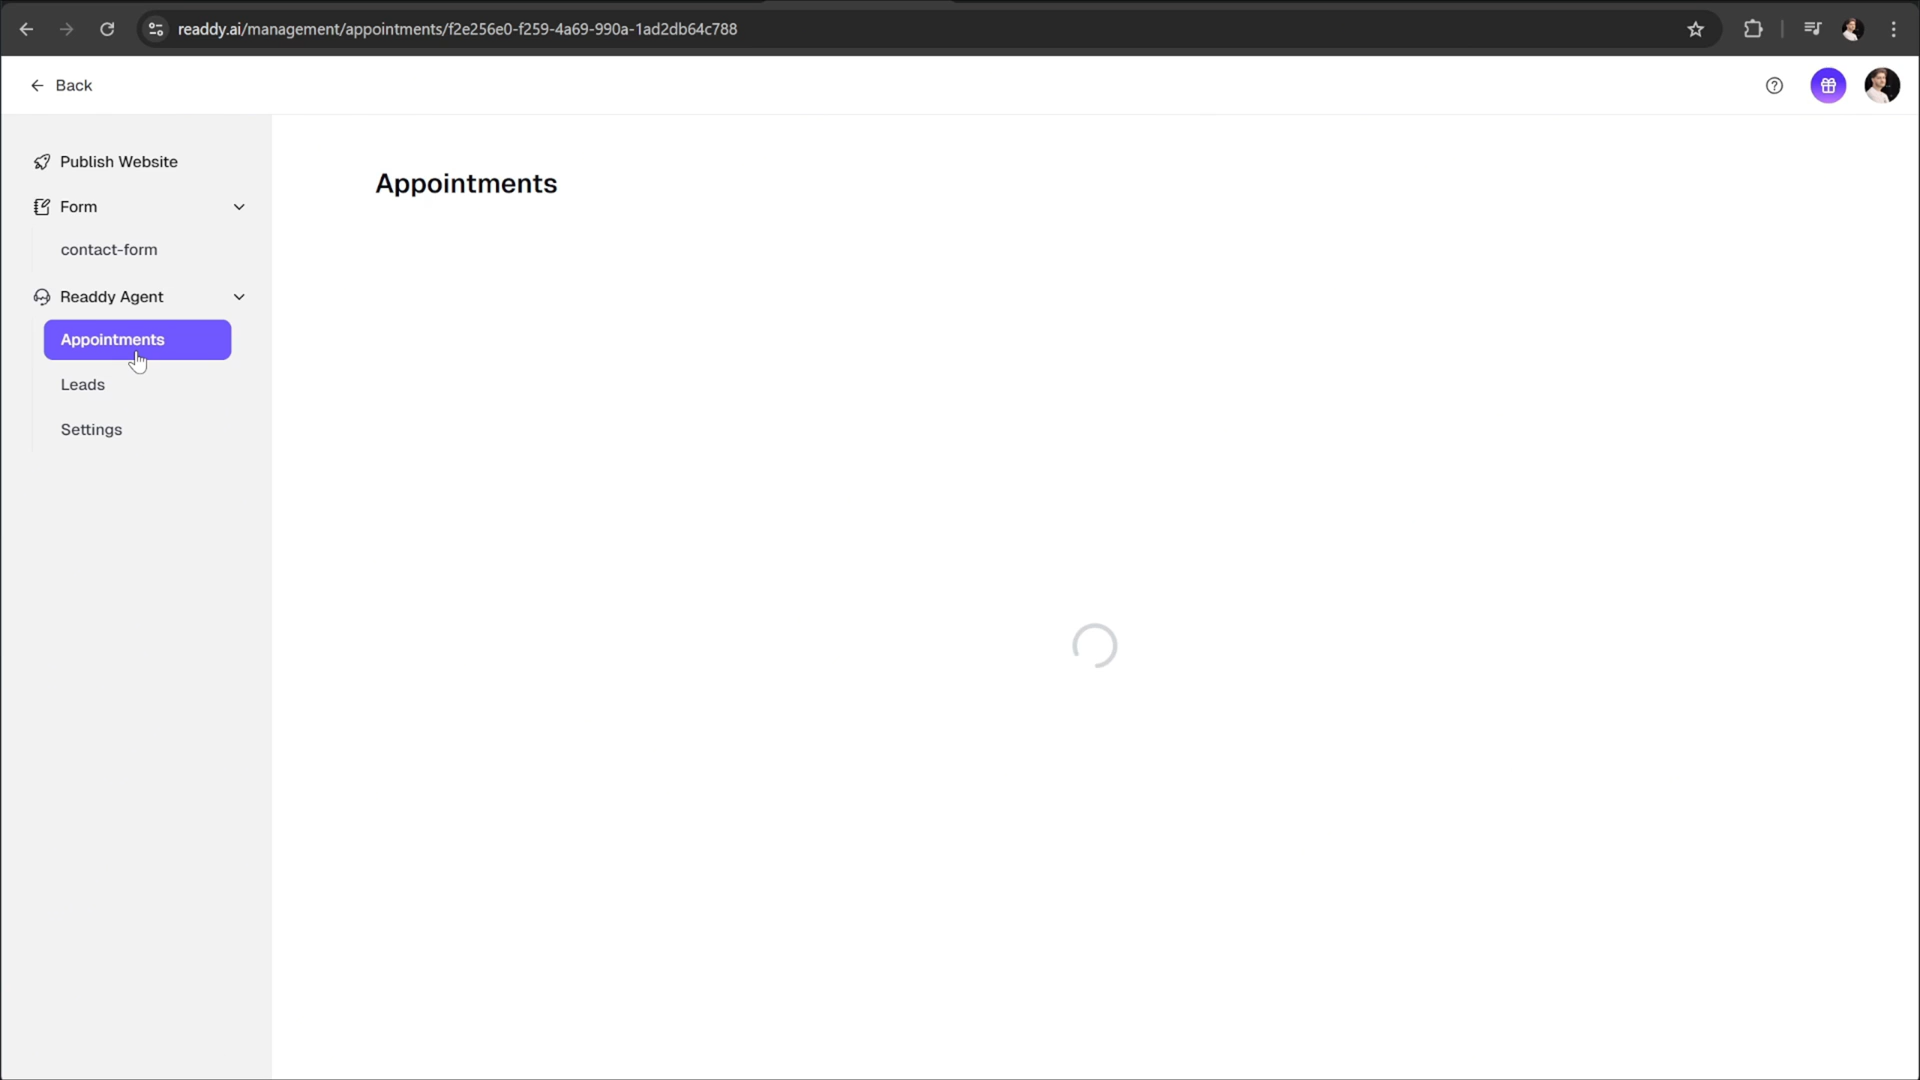 readdy.ai/management/appointments/f2e256e0-f259-4a69-990a-1ad2db64c788
Back
Publish Website
Form
contact-form
Readdy Agent
Appointments
Leads
Settings
Appointments